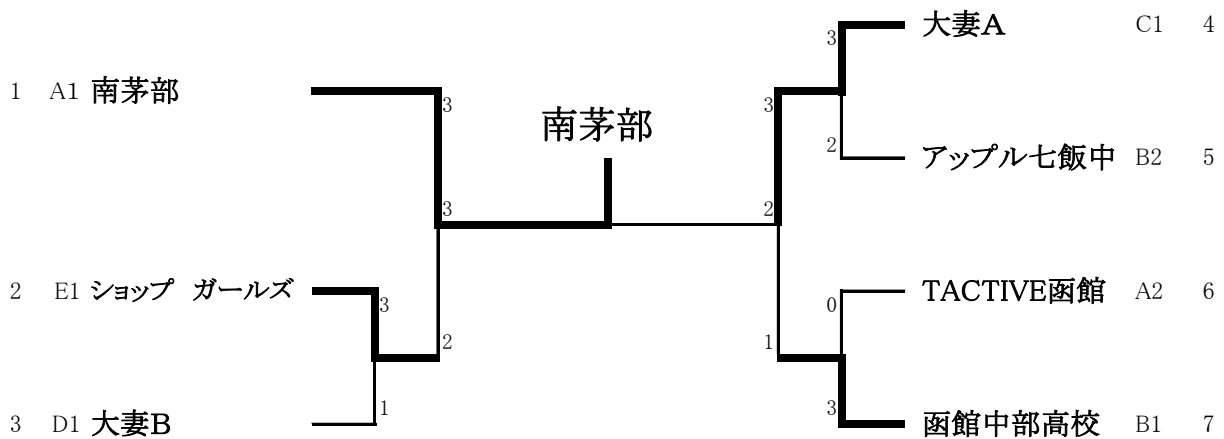 大妻A C1 4
3
1 A1 南茅部
3
南茅部
3
2
アップル七飯中 B2 5
3
2
2 E1 ショップ ガールズ
3
TACTIVE函館 A2 6
0
2
1
1
3
3 D1 大妻B
函館中部高校 B1 7